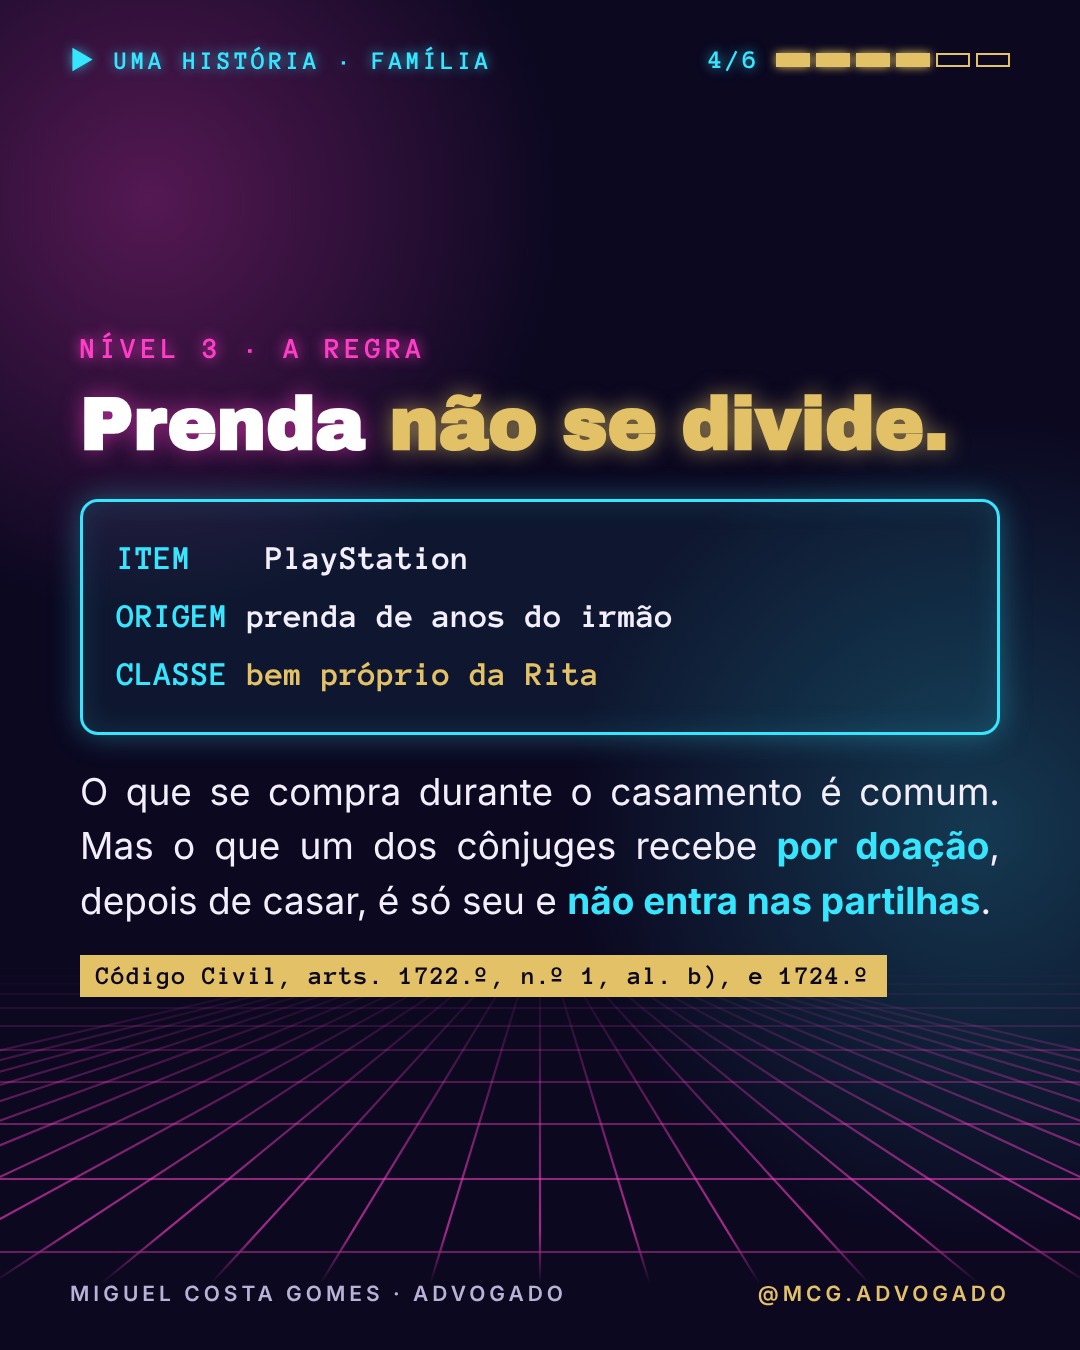 ▶ UMA HISTÓRIA · FAMÍLIA
4/6
NÍVEL 3 · A REGRA
Prenda não se divide.
ITEM PlayStation
ORIGEM prenda de anos do irmão
CLASSE bem próprio da Rita
O que se compra durante o casamento é comum.
Mas o que um dos cônjuges recebe por doação,
depois de casar, é só seu e não entra nas partilhas.
Código Civil, arts. 1722.º, n.º 1, al. b), e 1724.º
MIGUEL COSTA GOMES · ADVOGADO
@MCG.ADVOGADO